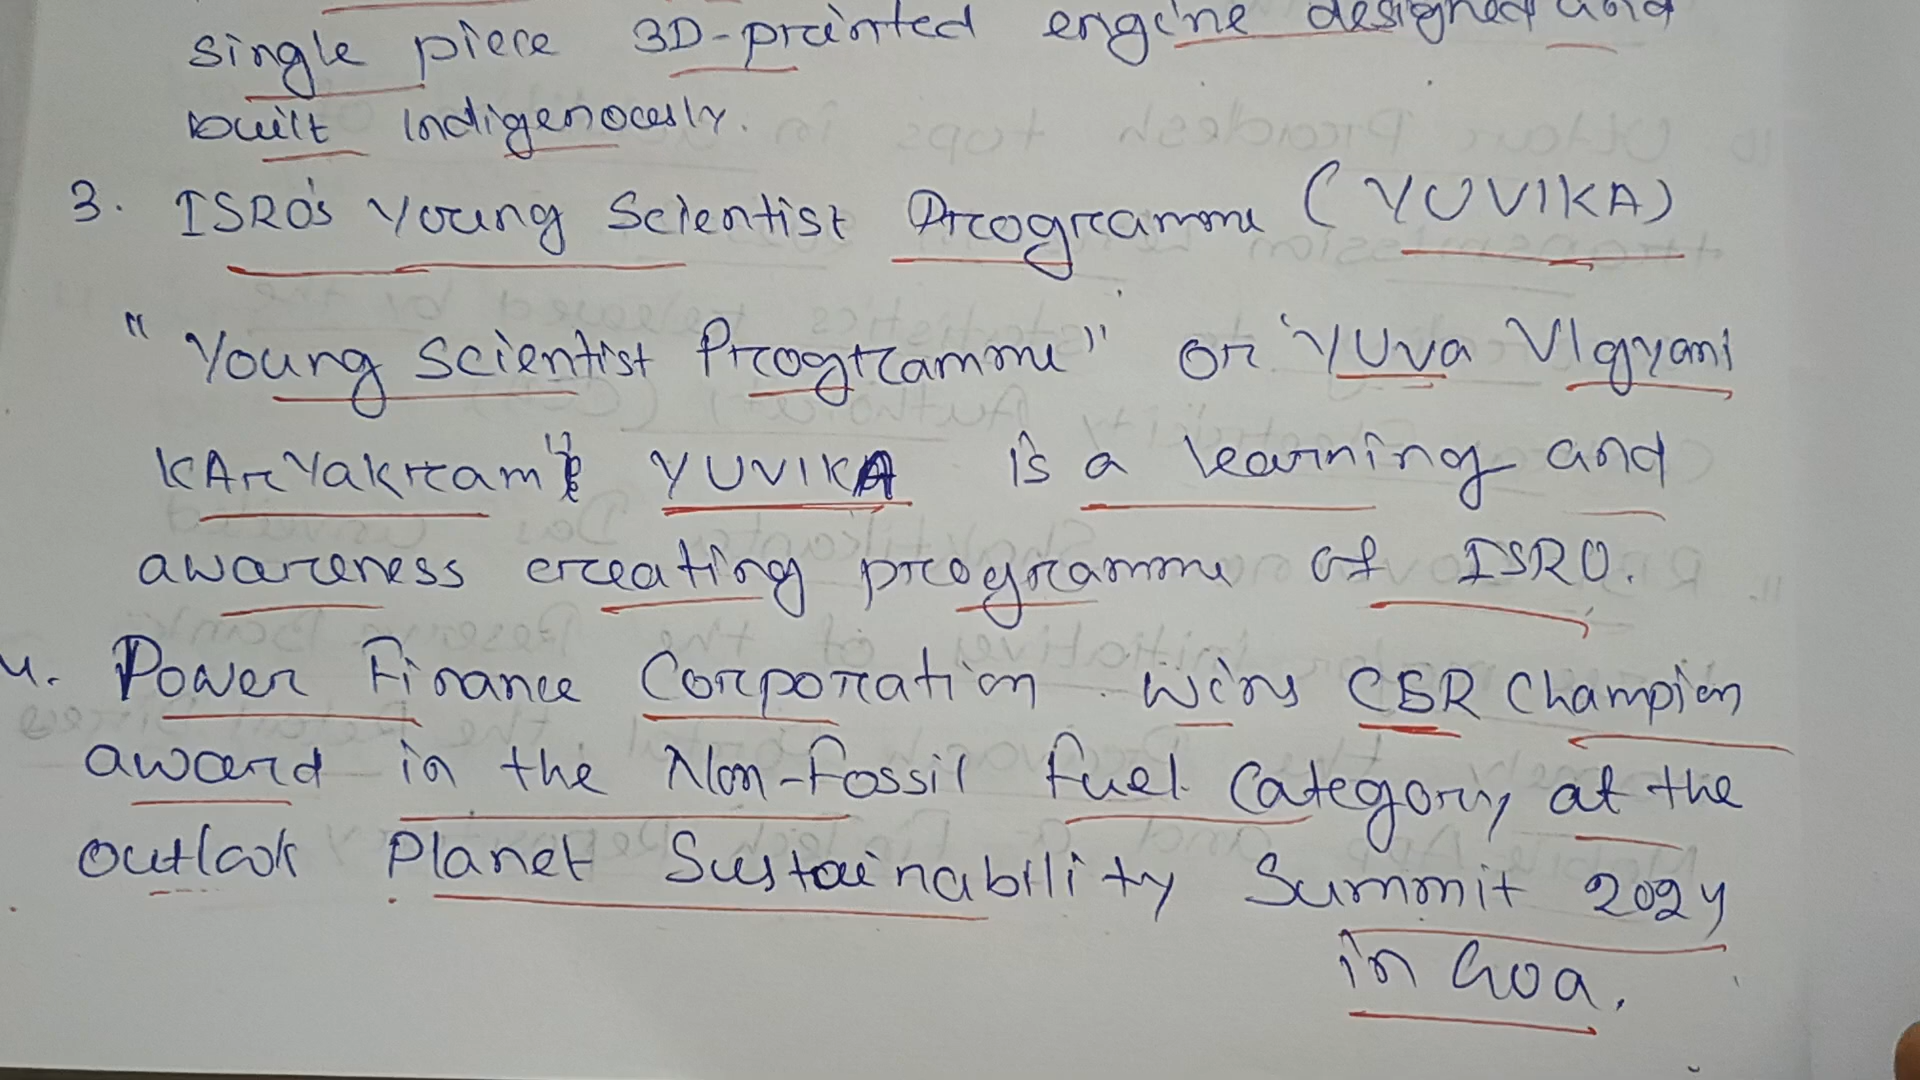 single piece 3D-printed engine designed and
built Indigenously.
3. ISRO's Young Scientist Programme (YUVIKA)
"Young Scientist Programme" or 'YUva VIgyani
KAryakram" YUVIKA is a learning and
awareness creating programme of ISRO.
4. Power Finance Corporation wins CSR Champion
award in the Non-Fossil Fuel Category, at the
outlook Planet Sustainability Summit 2024
in Goa.